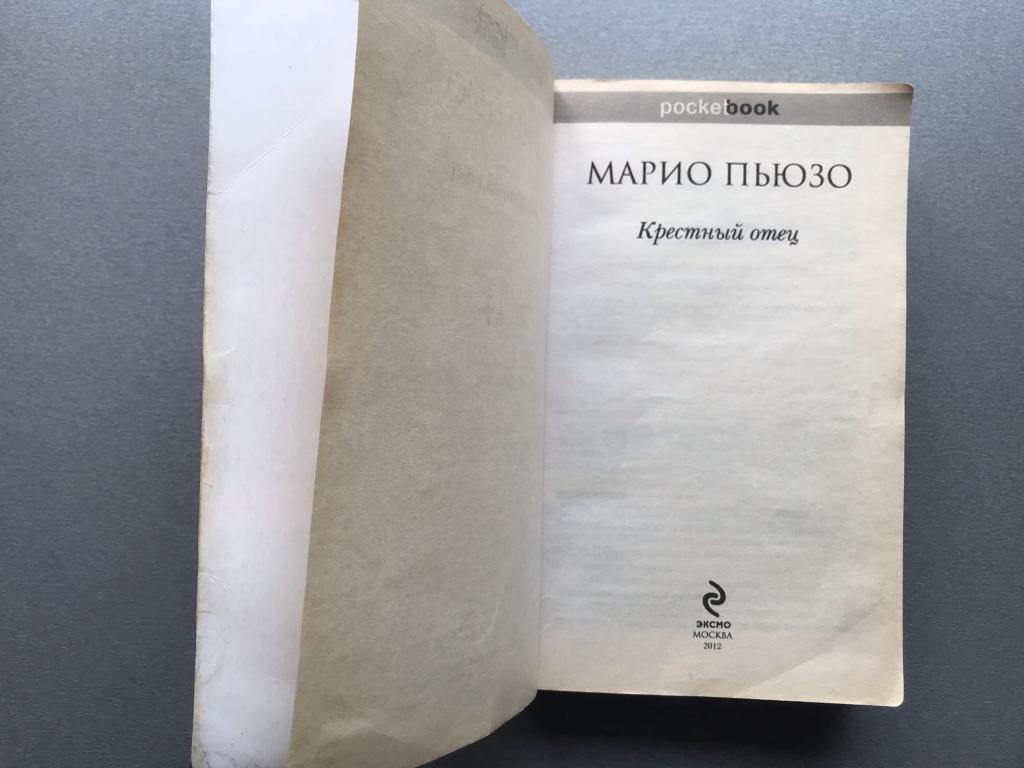 pocketbook
МАРИО ПЬЮЗО
Крестный отец
ЭКСМО
МОСКВА
2012